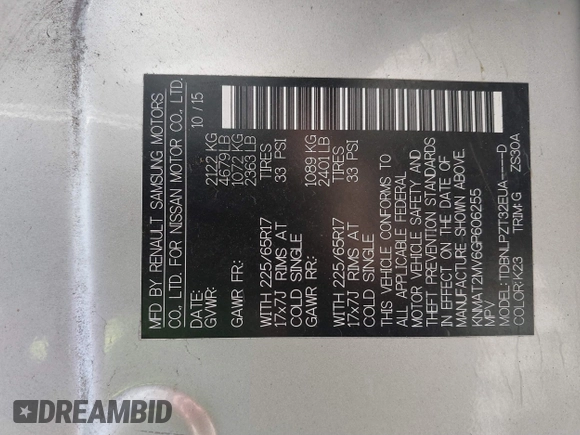 MFD BY RENAULT SAMSUNG MOTORS
CO., LTD. FOR NISSAN MOTOR CO., LTD.
DATE: 10 / 15
GVWR: 2122 KG
4679 LB
GAWR FR: 1072 KG
2363 LB
WITH 225/65R17 TIRES
17x7J RIMS AT 33 PSI
COLD SINGLE
GAWR RR: 1089 KG
2401 LB
WITH 225/65R17 TIRES
17x7J RIMS AT 33 PSI
COLD SINGLE
THIS VEHICLE CONFORMS TO
ALL APPLICABLE FEDERAL
MOTOR VEHICLE SAFETY AND
THEFT PREVENTION STANDARDS
IN EFFECT ON THE DATE OF
MANUFACTURE SHOWN ABOVE.
KNMAT2MV6GP606255
MPV
MODEL:TDBNLPZT32EUA-----D
COLOR:K23 TRIM:G ZS30A
DREAMBID